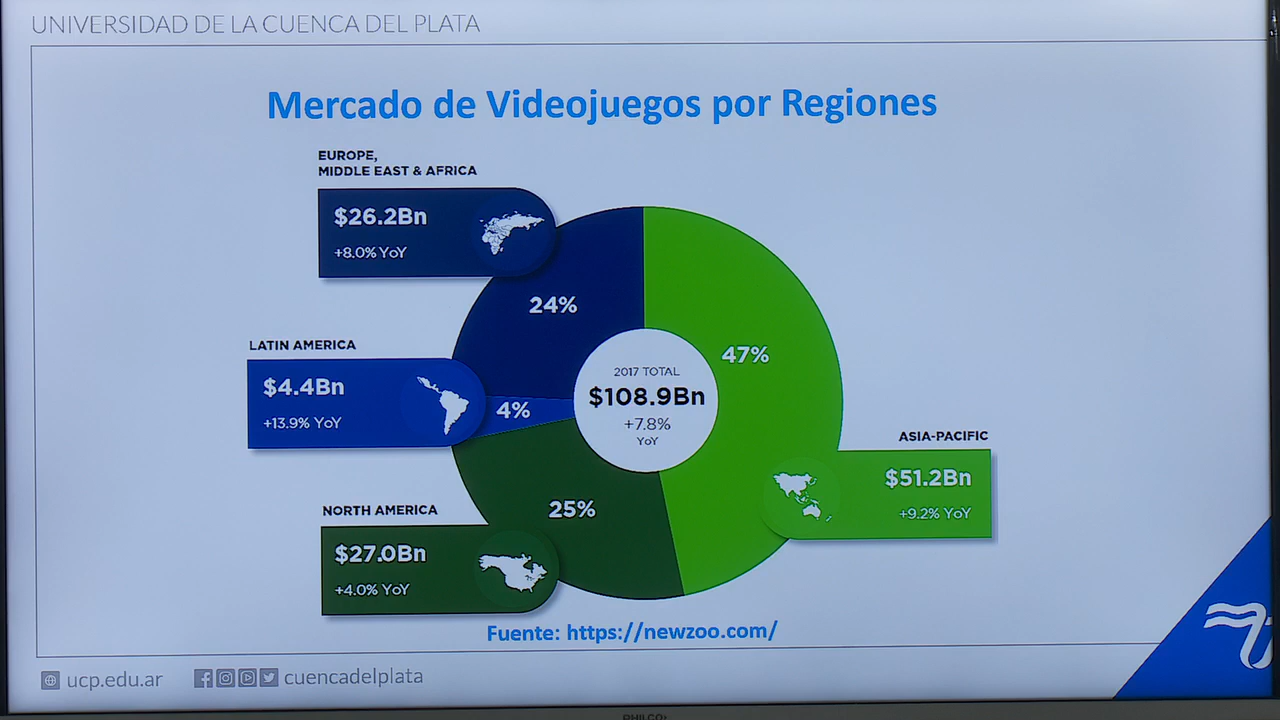 UNIVERSIDAD DE LA CUENCA DEL PLATA
Mercado de Videojuegos por Regiones
EUROPE,
MIDDLE EAST & AFRICA
$26.2Bn
+8.0% YoY
24%
LATIN AMERICA
$4.4Bn
+13.9% YoY
4%
NORTH AMERICA
$27.0Bn
+4.0% YoY
25%
2017 TOTAL
$108.9Bn
+7.8%
YoY
47%
ASIA-PACIFIC
$51.2Bn
+9.2% YoY
Fuente: https://newzoo.com/
ucp.edu.ar
cuencadelplata
PHILCO